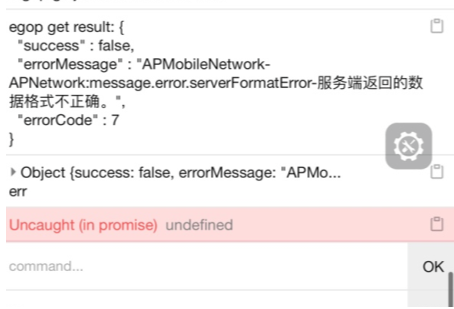 egop get result: {
"success" : false,
"errorMessage" : "APMobileNetwork-
APNetwork:message.error.serverFormatError-服务端返回的数
据格式不正确。",
"errorCode" : 7
}
Object {success: false, errorMessage: "APMo...
err
Uncaught (in promise) undefined
command...
OK